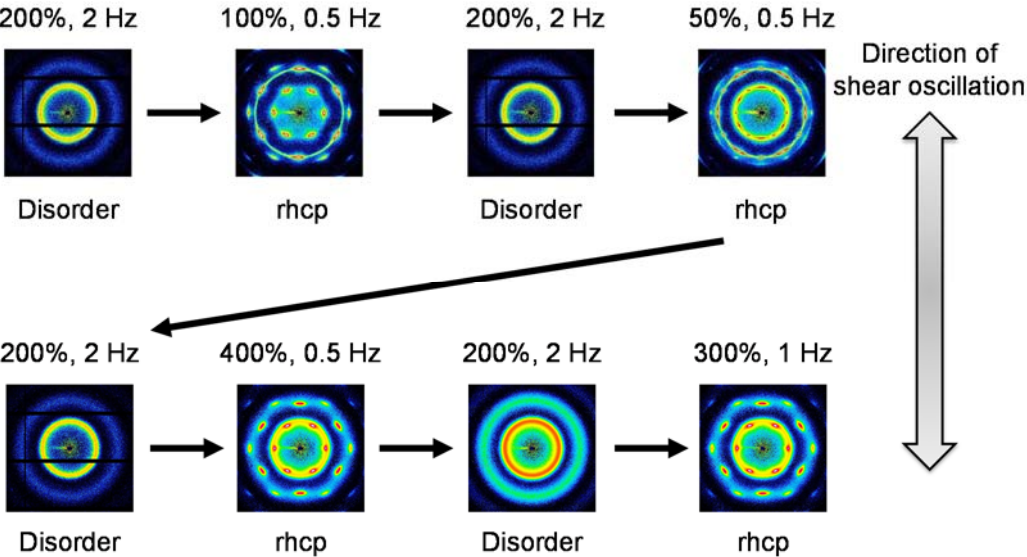 200%, 2 Hz
100%, 0.5 Hz
200%, 2 Hz
50%, 0.5 Hz
Direction of
shear oscillation
Disorder
rhcp
Disorder
rhcp
200%, 2 Hz
400%, 0.5 Hz
200%, 2 Hz
300%, 1 Hz
Disorder
rhcp
Disorder
rhcp